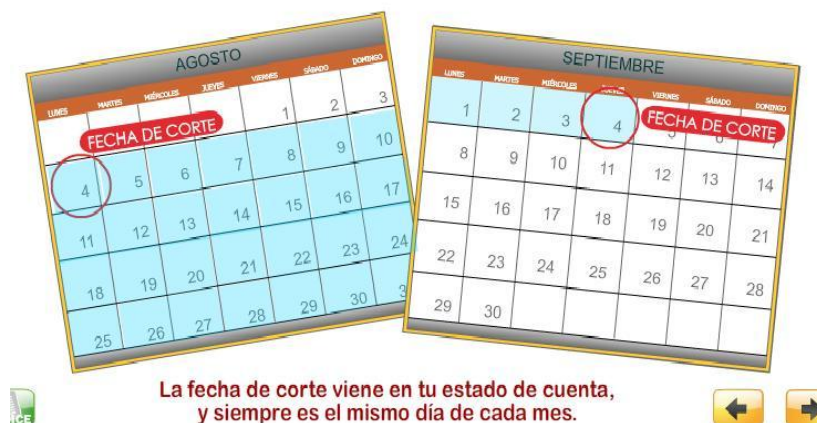 AGOSTO
LUNES MARTES MIÉRCOLES JUEVES VIERNES SÁBADO DOMINGO
1 2 3
FECHA DE CORTE
4 5 6 7 8 9 10
11 12 13 14 15 16 17
18 19 20 21 22 23 24
25 26 27 28 29 30
SEPTIEMBRE
LUNES MARTES MIÉRCOLES JUEVES VIERNES SÁBADO DOMINGO
1 2 3 4 5 6 7
FECHA DE CORTE
8 9 10 11 12 13 14
15 16 17 18 19 20 21
22 23 24 25 26 27 28
29 30
La fecha de corte viene en tu estado de cuenta,
y siempre es el mismo día de cada mes.